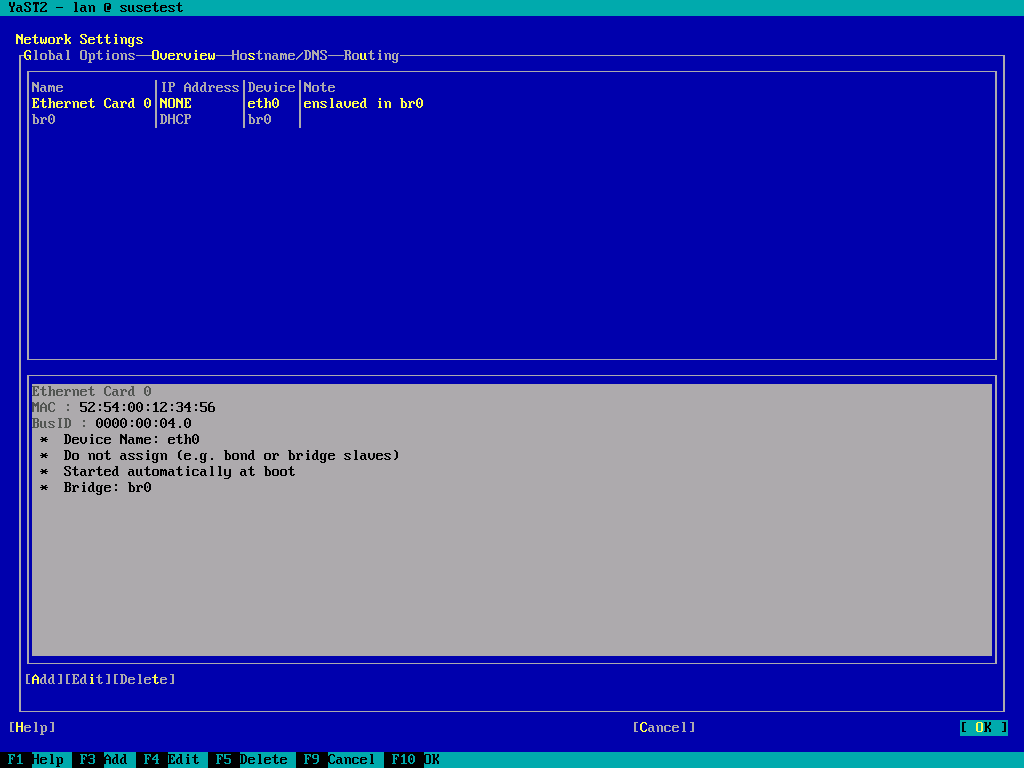 YaST2 - lan @ susetest
Network Settings
Global Options Overview Hostname/DNS Routing
Name IP Address Device Note
Ethernet Card 0 NONE eth0 enslaved in br0
br0 DHCP br0
Ethernet Card 0
MAC : 52:54:00:12:34:56
BusID : 0000:00:04.0
* Device Name: eth0
* Do not assign (e.g. bond or bridge slaves)
* Started automatically at boot
* Bridge: br0
[Add][Edit][Delete]
[Help] [Cancel] [ OK ]
F1 Help F3 Add F4 Edit F5 Delete F9 Cancel F10 OK